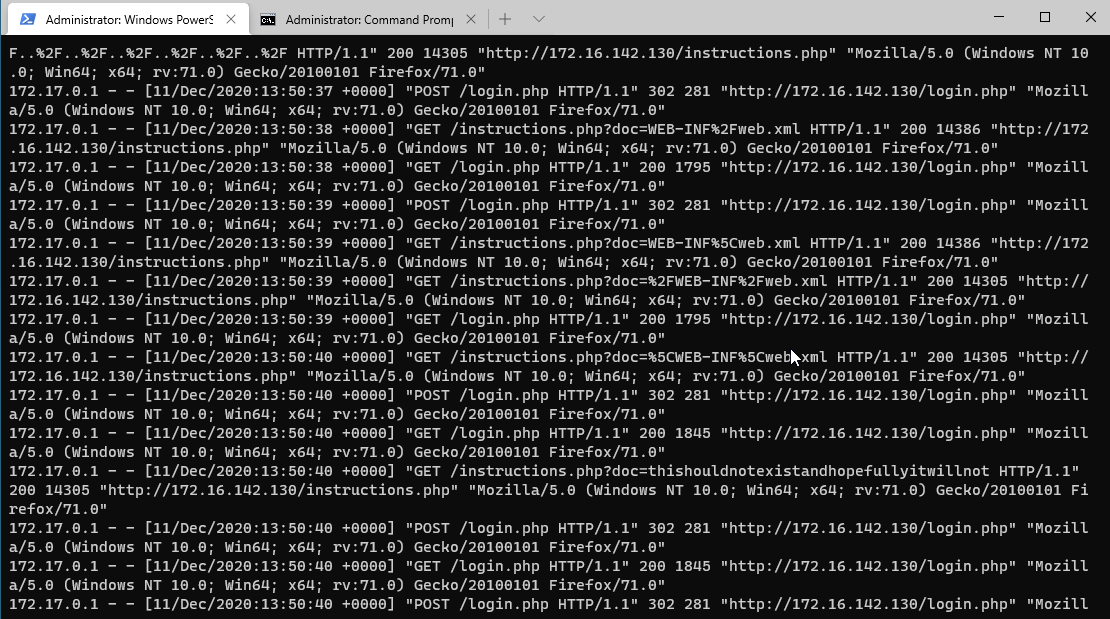 Administrator: Windows PowerS
Administrator: Command Promp
F..%2F..%2F..%2F..%2F..%2F..%2F HTTP/1.1" 200 14305 "http://172.16.142.130/instructions.php" "Mozilla/5.0 (Windows NT 10
.0; Win64; x64; rv:71.0) Gecko/20100101 Firefox/71.0"
172.17.0.1 - - [11/Dec/2020:13:50:37 +0000] "POST /login.php HTTP/1.1" 302 281 "http://172.16.142.130/login.php" "Mozill
a/5.0 (Windows NT 10.0; Win64; x64; rv:71.0) Gecko/20100101 Firefox/71.0"
172.17.0.1 - - [11/Dec/2020:13:50:38 +0000] "GET /instructions.php?doc=WEB-INF%2Fweb.xml HTTP/1.1" 200 14386 "http://172
.16.142.130/instructions.php" "Mozilla/5.0 (Windows NT 10.0; Win64; x64; rv:71.0) Gecko/20100101 Firefox/71.0"
172.17.0.1 - - [11/Dec/2020:13:50:38 +0000] "GET /login.php HTTP/1.1" 200 1795 "http://172.16.142.130/login.php" "Mozill
a/5.0 (Windows NT 10.0; Win64; x64; rv:71.0) Gecko/20100101 Firefox/71.0"
172.17.0.1 - - [11/Dec/2020:13:50:39 +0000] "POST /login.php HTTP/1.1" 302 281 "http://172.16.142.130/login.php" "Mozill
a/5.0 (Windows NT 10.0; Win64; x64; rv:71.0) Gecko/20100101 Firefox/71.0"
172.17.0.1 - - [11/Dec/2020:13:50:39 +0000] "GET /instructions.php?doc=WEB-INF%5Cweb.xml HTTP/1.1" 200 14386 "http://172
.16.142.130/instructions.php" "Mozilla/5.0 (Windows NT 10.0; Win64; x64; rv:71.0) Gecko/20100101 Firefox/71.0"
172.17.0.1 - - [11/Dec/2020:13:50:39 +0000] "GET /instructions.php?doc=%2FWEB-INF%2Fweb.xml HTTP/1.1" 200 14305 "http://
172.16.142.130/instructions.php" "Mozilla/5.0 (Windows NT 10.0; Win64; x64; rv:71.0) Gecko/20100101 Firefox/71.0"
172.17.0.1 - - [11/Dec/2020:13:50:39 +0000] "GET /login.php HTTP/1.1" 200 1795 "http://172.16.142.130/login.php" "Mozill
a/5.0 (Windows NT 10.0; Win64; x64; rv:71.0) Gecko/20100101 Firefox/71.0"
172.17.0.1 - - [11/Dec/2020:13:50:40 +0000] "GET /instructions.php?doc=%5CWEB-INF%5Cweb.xml HTTP/1.1" 200 14305 "http://
172.16.142.130/instructions.php" "Mozilla/5.0 (Windows NT 10.0; Win64; x64; rv:71.0) Gecko/20100101 Firefox/71.0"
172.17.0.1 - - [11/Dec/2020:13:50:40 +0000] "POST /login.php HTTP/1.1" 302 281 "http://172.16.142.130/login.php" "Mozill
a/5.0 (Windows NT 10.0; Win64; x64; rv:71.0) Gecko/20100101 Firefox/71.0"
172.17.0.1 - - [11/Dec/2020:13:50:40 +0000] "GET /login.php HTTP/1.1" 200 1845 "http://172.16.142.130/login.php" "Mozill
a/5.0 (Windows NT 10.0; Win64; x64; rv:71.0) Gecko/20100101 Firefox/71.0"
172.17.0.1 - - [11/Dec/2020:13:50:40 +0000] "GET /instructions.php?doc=thishouldnotexistandhopefullyitwillnot HTTP/1.1"
200 14305 "http://172.16.142.130/instructions.php" "Mozilla/5.0 (Windows NT 10.0; Win64; x64; rv:71.0) Gecko/20100101 Fi
refox/71.0"
172.17.0.1 - - [11/Dec/2020:13:50:40 +0000] "POST /login.php HTTP/1.1" 302 281 "http://172.16.142.130/login.php" "Mozill
a/5.0 (Windows NT 10.0; Win64; x64; rv:71.0) Gecko/20100101 Firefox/71.0"
172.17.0.1 - - [11/Dec/2020:13:50:40 +0000] "GET /login.php HTTP/1.1" 200 1845 "http://172.16.142.130/login.php" "Mozill
a/5.0 (Windows NT 10.0; Win64; x64; rv:71.0) Gecko/20100101 Firefox/71.0"
172.17.0.1 - - [11/Dec/2020:13:50:40 +0000] "POST /login.php HTTP/1.1" 302 281 "http://172.16.142.130/login.php" "Mozill